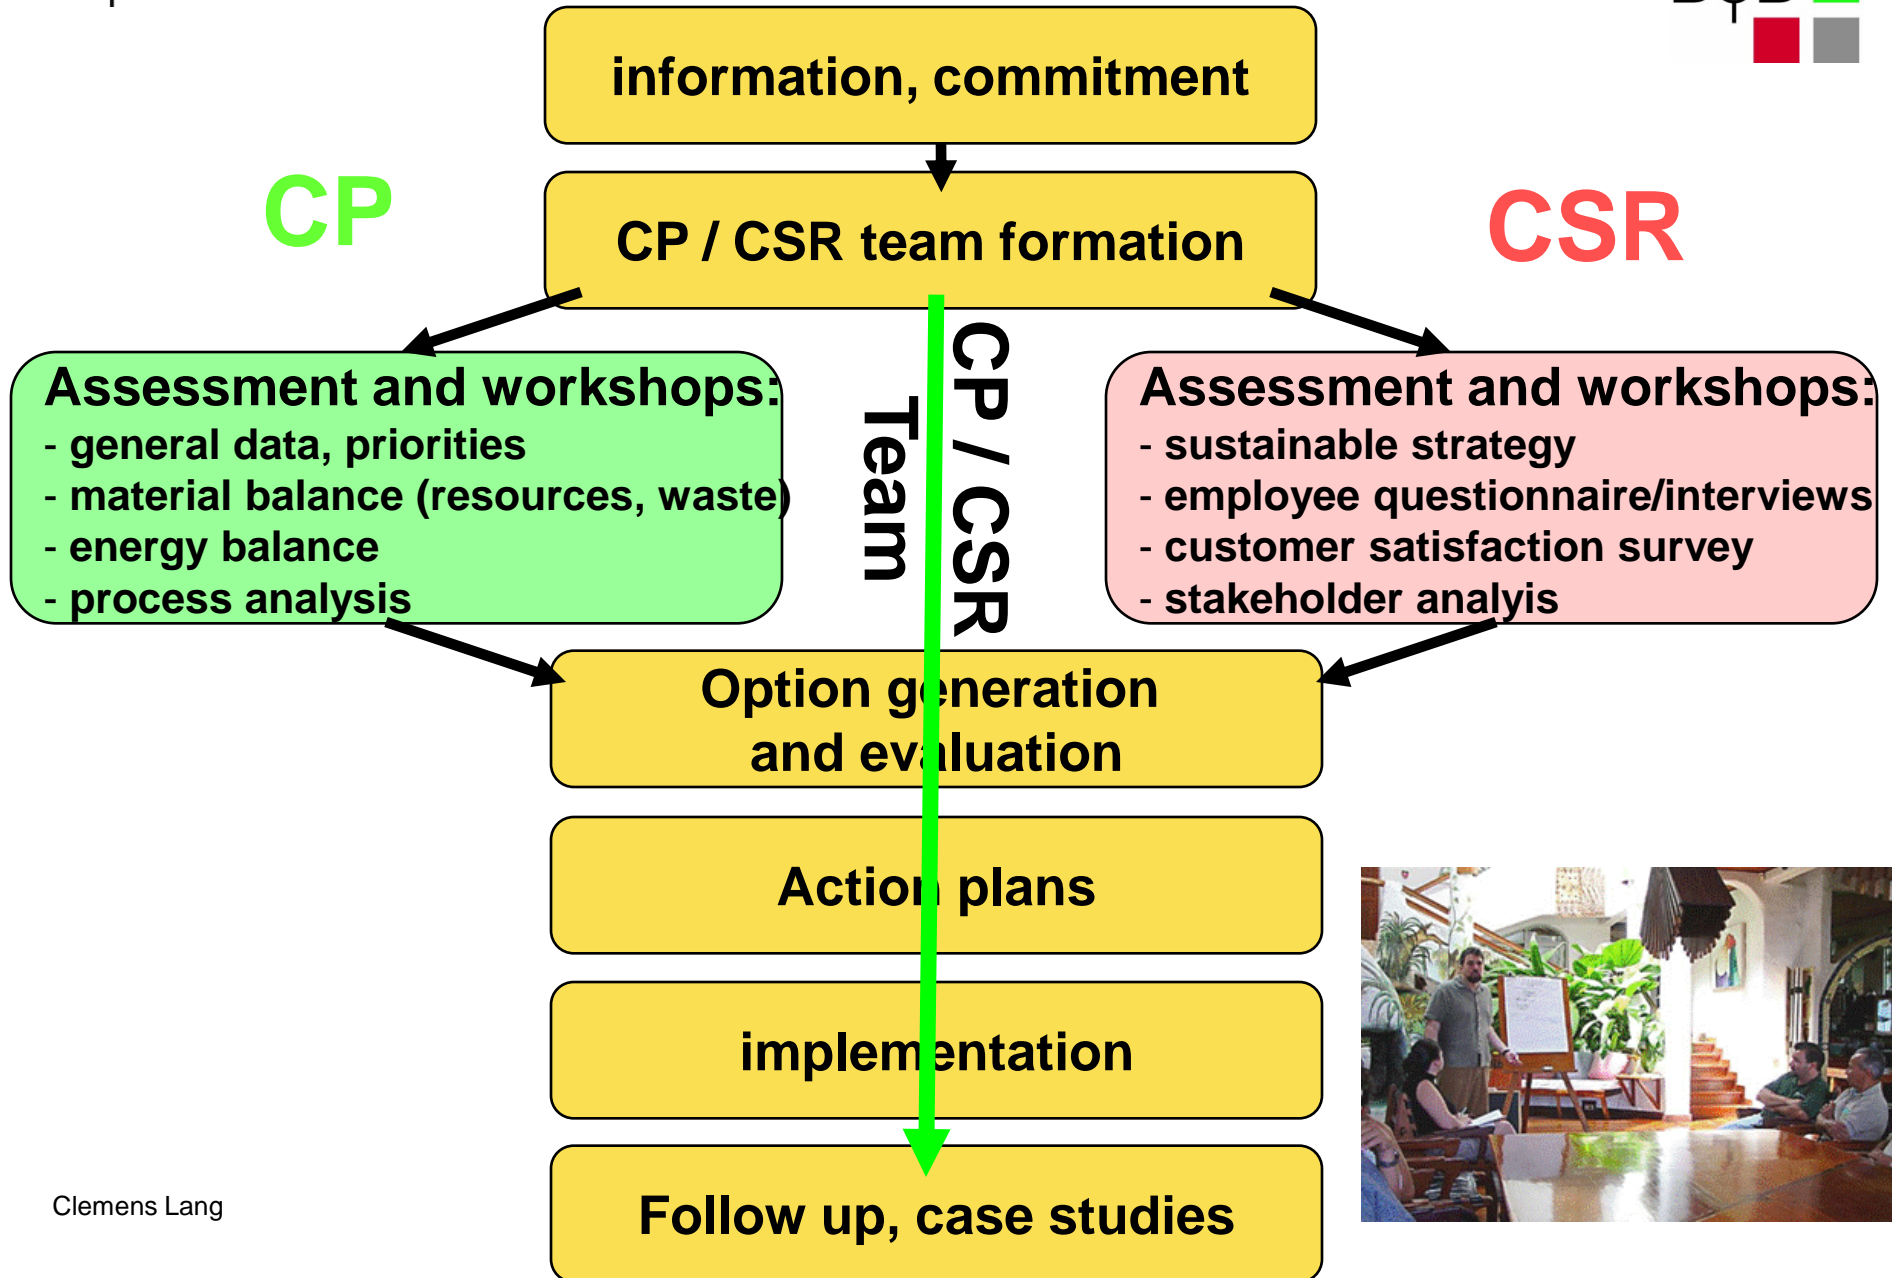 information, commitment
CP
CP / CSR team formation
CSR
Assessment and workshops:
- general data, priorities
- material balance (resources, waste)
- energy balance
- process analysis
CP / CSR
Team
Assessment and workshops:
- sustainable strategy
- employee questionnaire/interviews
- customer satisfaction survey
- stakeholder analyis
Option generation
and evaluation
Action plans
implementation
Follow up, case studies
Clemens Lang